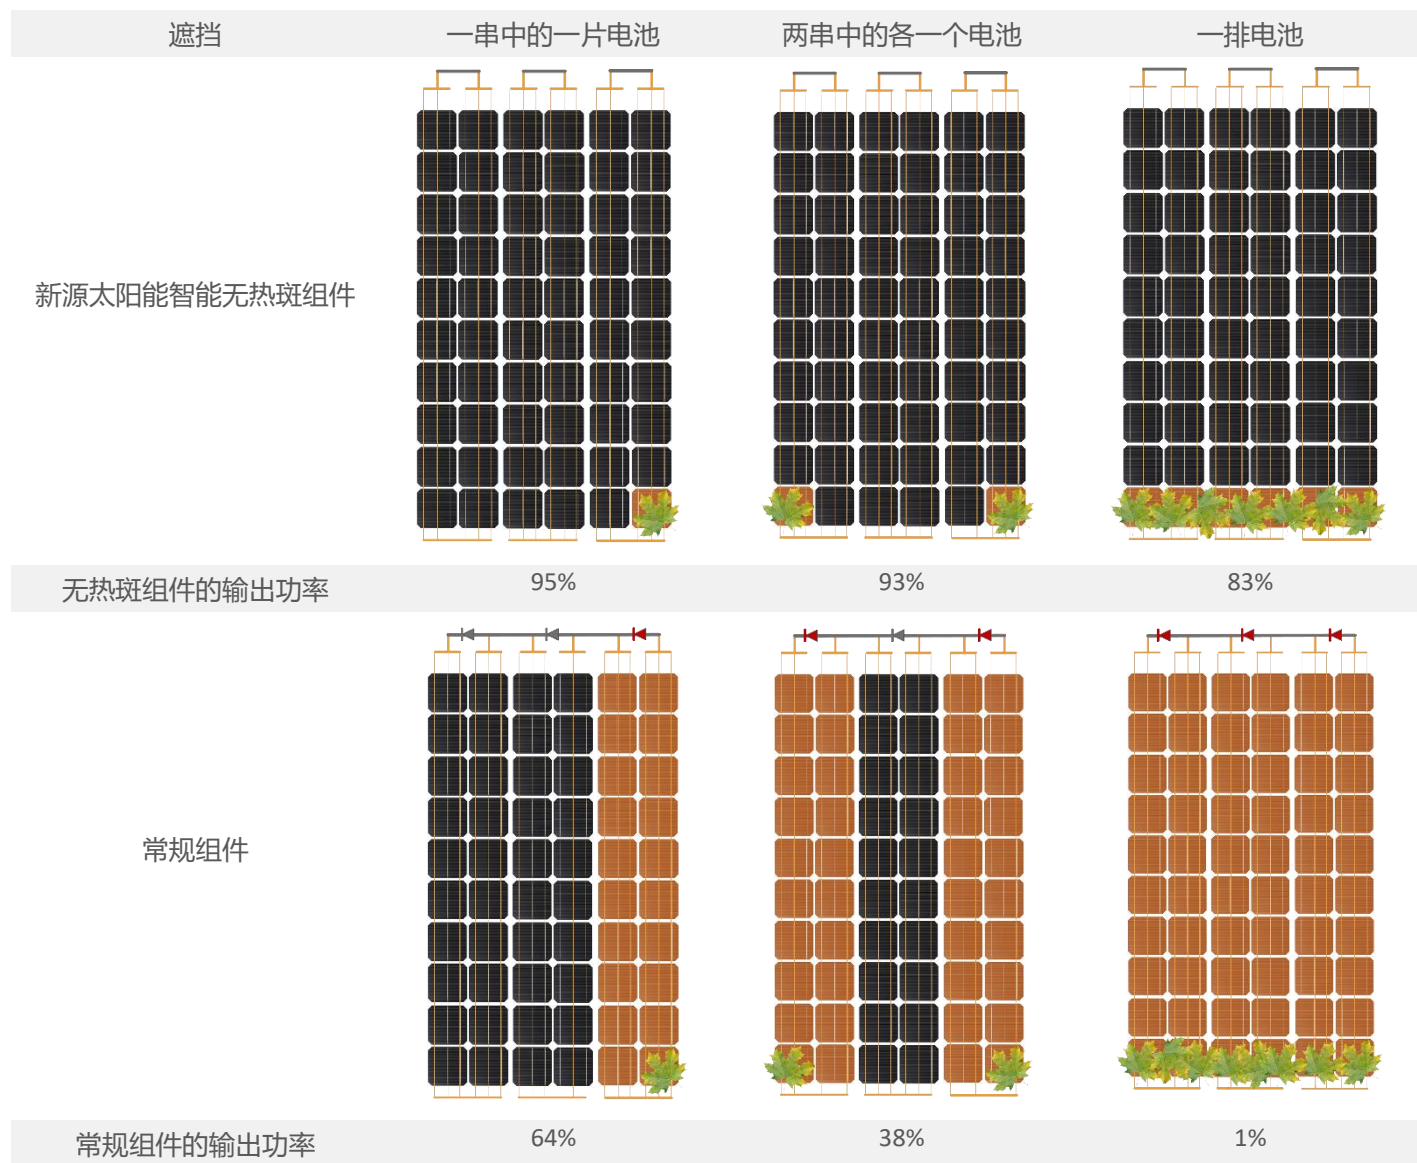 遮挡 一串中的一片电池 两串中的各一个电池 一排电池
新源太阳能智能无热斑组件
无热斑组件的输出功率 95% 93% 83%
常规组件
常规组件的输出功率 64% 38% 1%